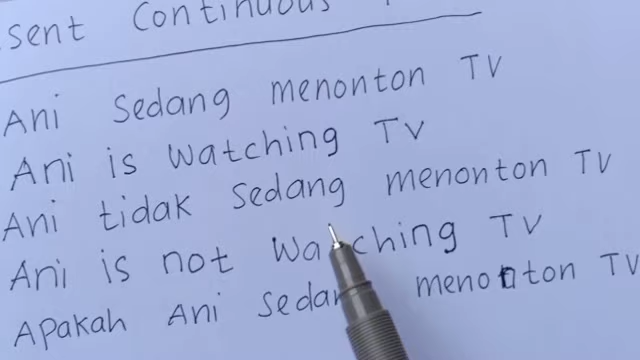 sent Continuous
Ani Sedang menonton TV
Ani is watching TV
Ani tidak Sedang menonton TV
Ani is not watching TV
Apakah Ani Sedang menonton TV